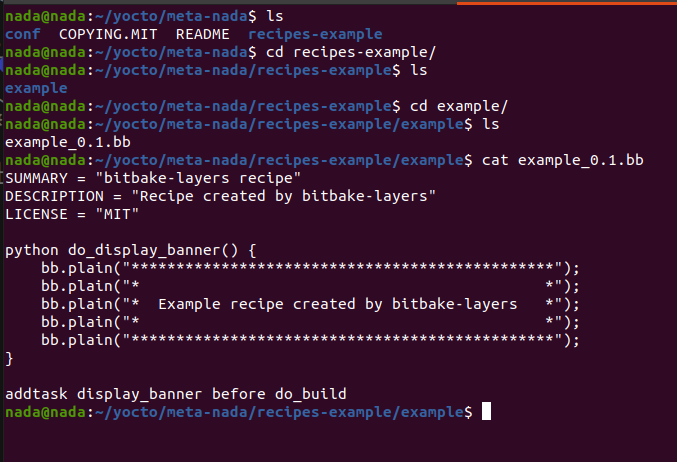 nada@nada:~/yocto/meta-nada$ ls
conf  COPYING.MIT  README  recipes-example
nada@nada:~/yocto/meta-nada$ cd recipes-example/
nada@nada:~/yocto/meta-nada/recipes-example$ ls
example
nada@nada:~/yocto/meta-nada/recipes-example$ cd example/
nada@nada:~/yocto/meta-nada/recipes-example/example$ ls
example_0.1.bb
nada@nada:~/yocto/meta-nada/recipes-example/example$ cat example_0.1.bb
SUMMARY = "bitbake-layers recipe"
DESCRIPTION = "Recipe created by bitbake-layers"
LICENSE = "MIT"

python do_display_banner() {
    bb.plain("***********************************************");
    bb.plain("*                                             *");
    bb.plain("*  Example recipe created by bitbake-layers   *");
    bb.plain("*                                             *");
    bb.plain("***********************************************");
}

addtask display_banner before do_build
nada@nada:~/yocto/meta-nada/recipes-example/example$